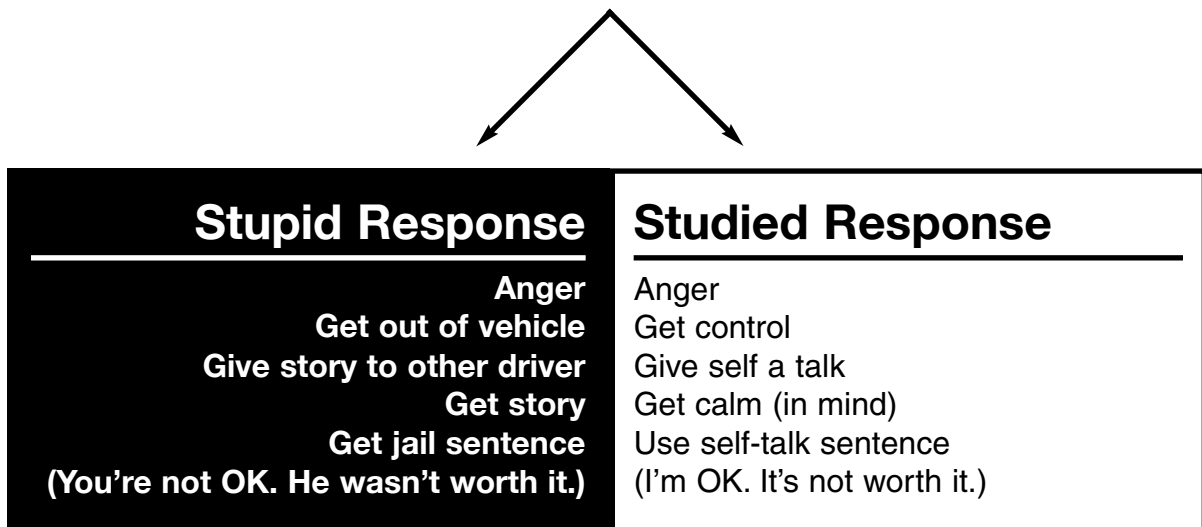 Stupid Response
Anger
Get out of vehicle
Give story to other driver
Get story
Get jail sentence
(You're not OK. He wasn't worth it.)
Studied Response
Anger
Get control
Give self a talk
Get calm (in mind)
Use self-talk sentence
(I'm OK. It's not worth it.)